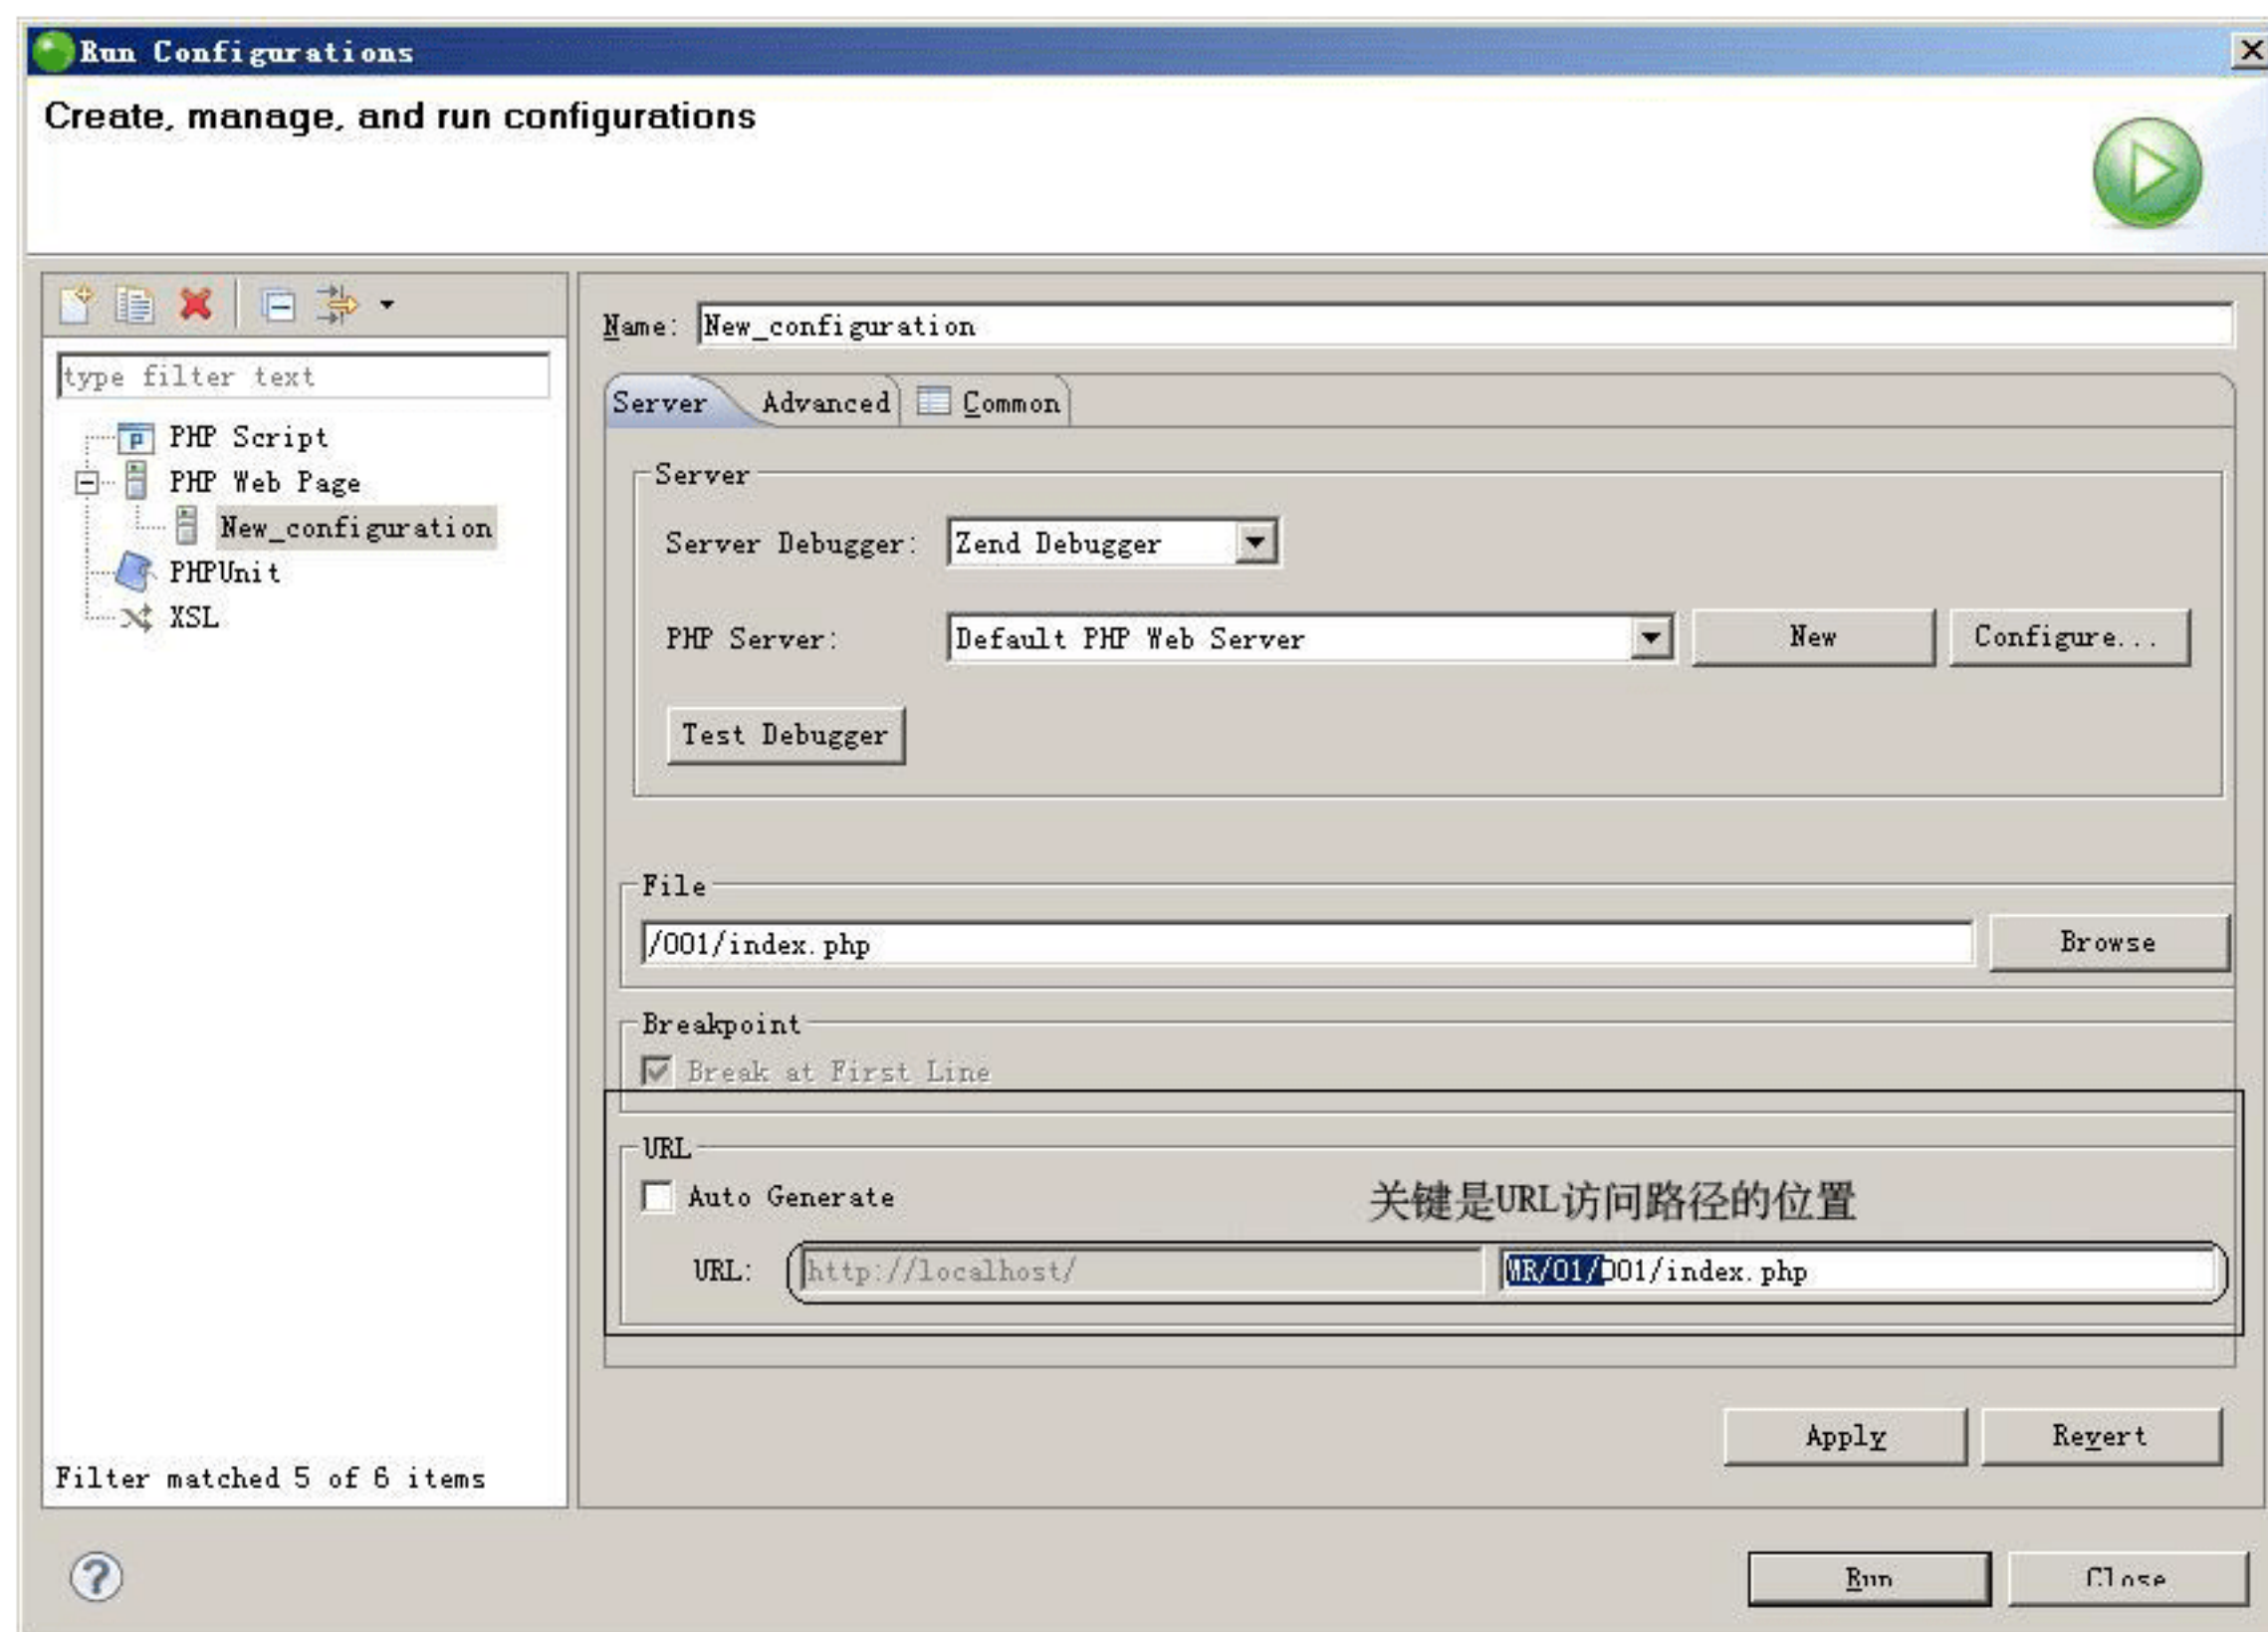 Run Configurations
Create, manage, and run configurations
type filter text
PHP Script
PHP Web Page
New_configuration
PHPUnit
XSL
Filter matched 5 of 6 items
Name: New_configuration
Server Advanced Common
Server
Server Debugger: Zend Debugger
PHP Server: Default PHP Web Server New Configure...
Test Debugger
File
/001/index.php Browse
Breakpoint
Break at First Line
URL
Auto Generate 关键是URL访问路径的位置
URL: http://localhost/ MR/01/001/index.php
Apply Revert
Run Close